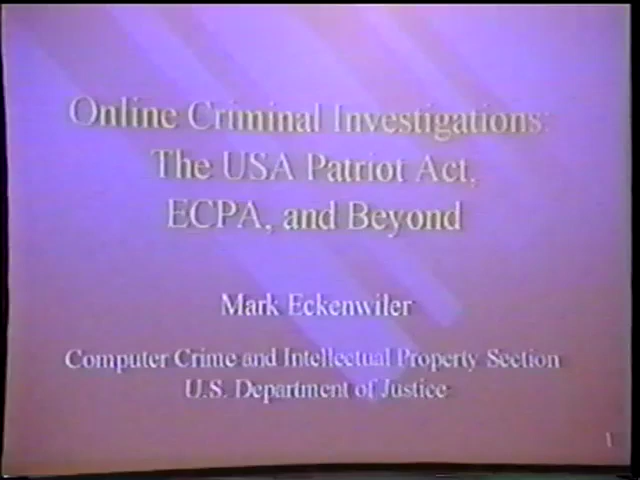 Online Criminal Investigations:
The USA Patriot Act,
ECPA, and Beyond
Mark Eckenwiler
Computer Crime and Intellectual Property Section
U.S. Department of Justice
1